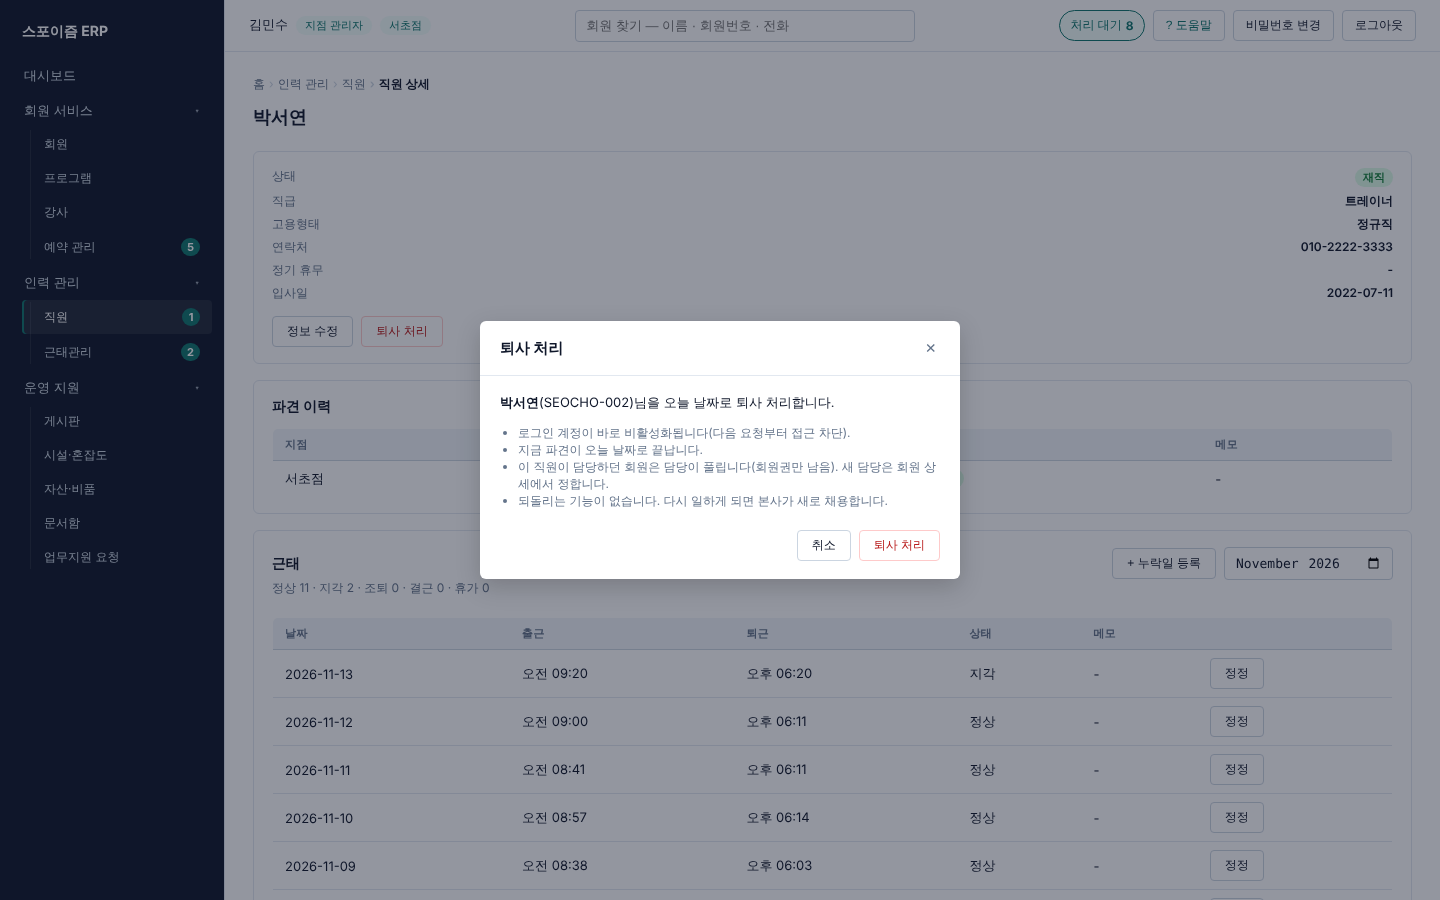 스포이즘 ERP
대시보드
회원 서비스
회원
프로그램
강사
예약 관리 5
인력 관리
직원 1
근태관리 2
운영 지원
게시판
시설·혼잡도
자산·비품
문서함
업무지원 요청
김민수 지점 관리자 서초점
회원 찾기 — 이름 · 회원번호 · 전화
처리 대기 8
? 도움말
비밀번호 변경
로그아웃
홈 › 인력 관리 › 직원 › 직원 상세
박서연
상태 재직
직급 트레이너
고용형태 정규직
연락처 010-2222-3333
정기 휴무 -
입사일 2022-07-11
정보 수정 퇴사 처리
파견 이력
지점 메모
서초점 -
퇴사 처리 ×
박서연(SEOCHO-002)님을 오늘 날짜로 퇴사 처리합니다.
• 로그인 계정이 바로 비활성화됩니다(다음 요청부터 접근 차단).
• 지금 파견이 오늘 날짜로 끝납니다.
• 이 직원이 담당하던 회원은 담당이 풀립니다(회원권만 남음). 새 담당은 회원 상
세에서 정합니다.
• 되돌리는 기능이 없습니다. 다시 일하게 되면 본사가 새로 채용합니다.
취소 퇴사 처리
근태
정상 11 · 지각 2 · 조퇴 0 · 결근 0 · 휴가 0
+ 누락일 등록 November 2026
날짜 출근 퇴근 상태 메모
2026-11-13 오전 09:20 오후 06:20 지각 - 정정
2026-11-12 오전 09:00 오후 06:11 정상 - 정정
2026-11-11 오전 08:41 오후 06:11 정상 - 정정
2026-11-10 오전 08:57 오후 06:14 정상 - 정정
2026-11-09 오전 08:38 오후 06:03 정상 - 정정